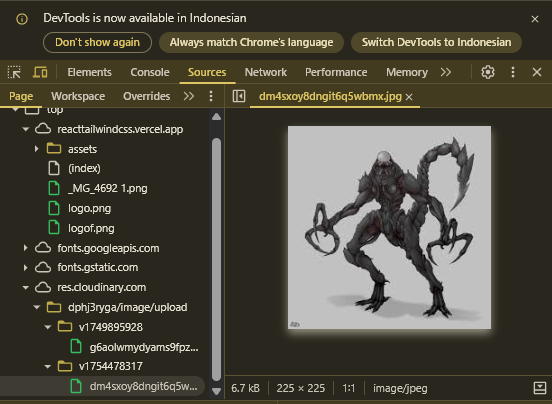 DevTools is now available in Indonesian
Don't show again
Always match Chrome's language
Switch DevTools to Indonesian
Elements Console Sources Network Performance Memory
Page Workspace Overrides
dm4sxoy8dngit6q5wbmx.jpg
top
reacttailwindcss.vercel.app
assets
(index)
_MG_4692 1.png
logo.png
logof.png
fonts.googleapis.com
fonts.gstatic.com
res.cloudinary.com
dphj3ryga/image/upload
v1749895928
g6aolwmydyams9fpz...
v1754478317
dm4sxoy8dngit6q5w...
6.7 kB 225 × 225 1:1 image/jpeg